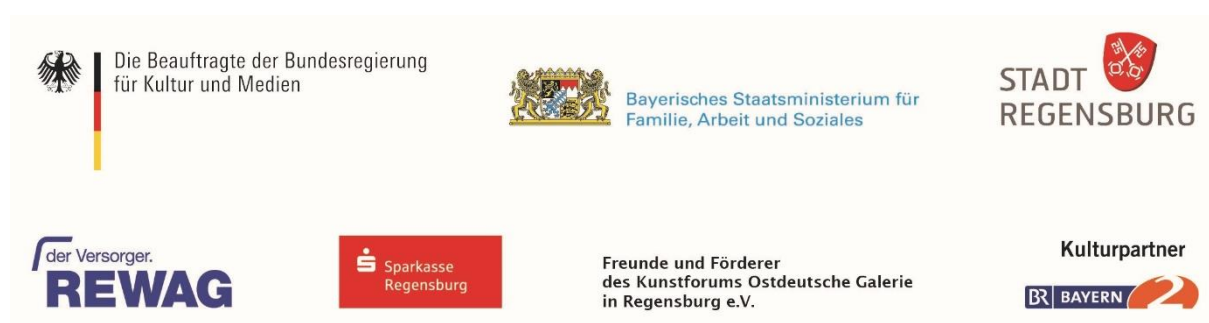 Die Beauftragte der Bundesregierung
für Kultur und Medien
Bayerisches Staatsministerium für
Familie, Arbeit und Soziales
STADT
REGENSBURG
der Versorger.
REWAG
Sparkasse
Regensburg
Freunde und Förderer
des Kunstforums Ostdeutsche Galerie
in Regensburg e.V.
Kulturpartner
BR BAYERN 2